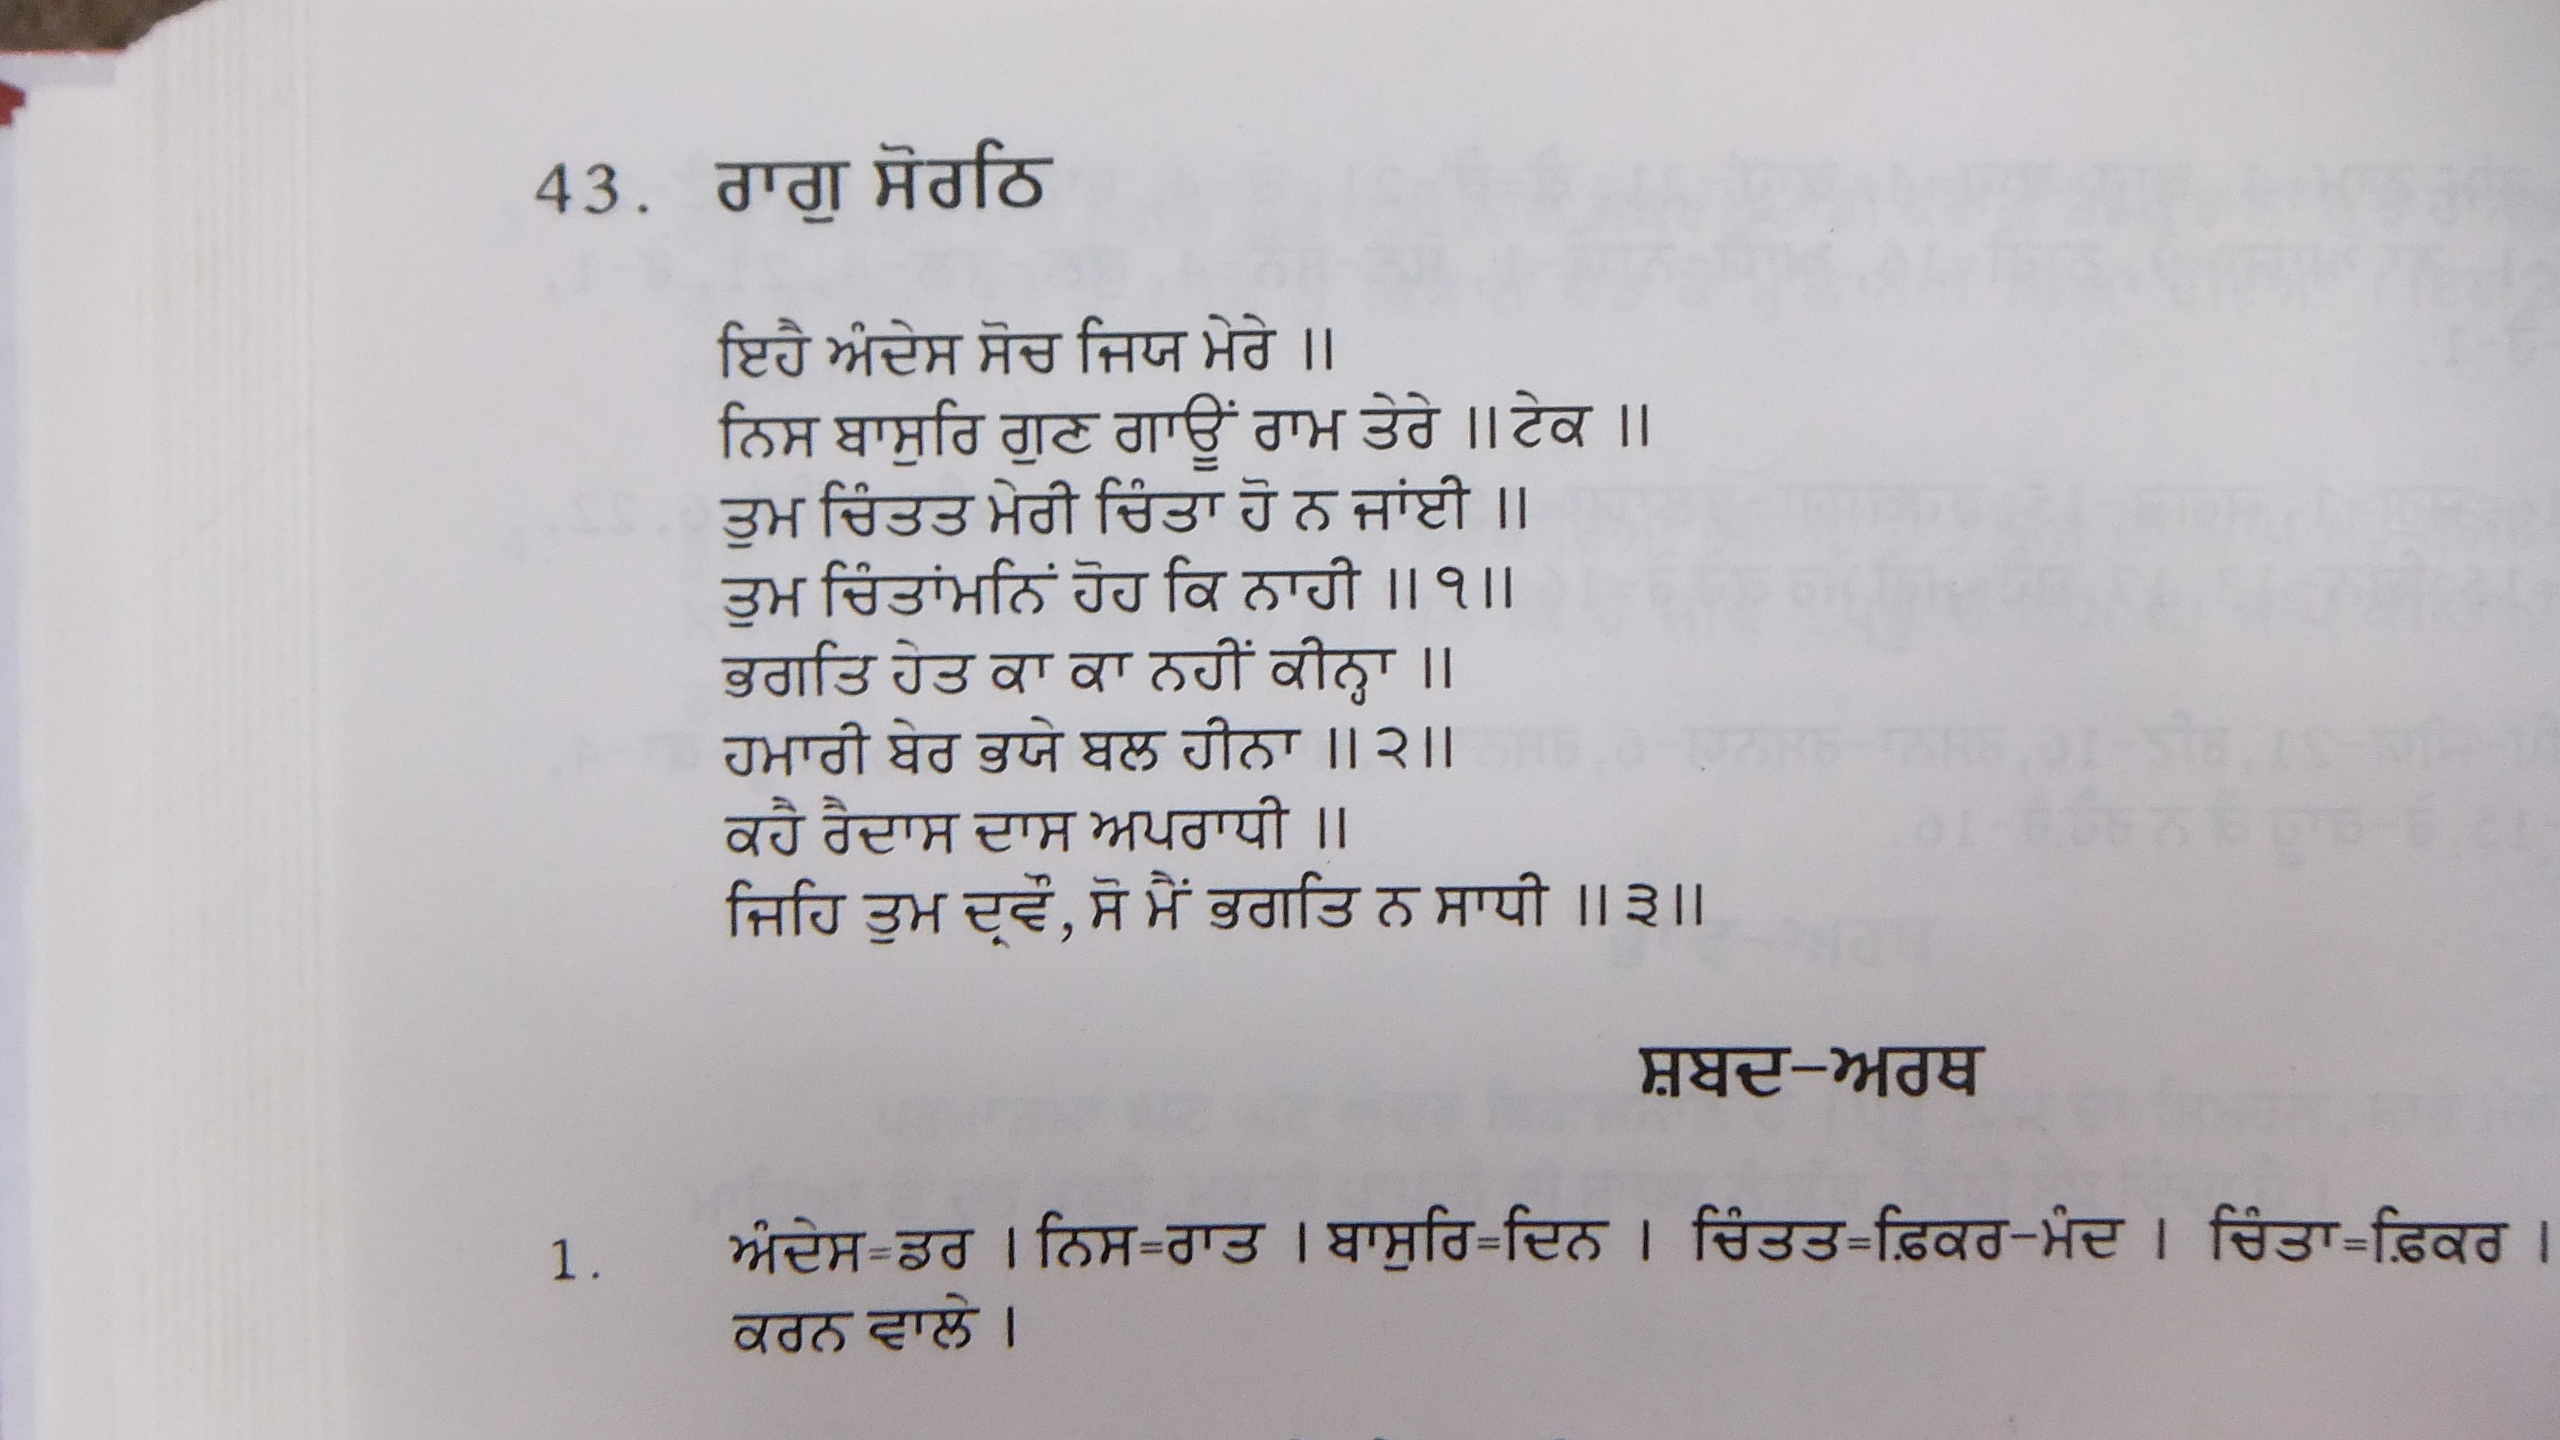 43. ਰਾਗੁ ਸੋਰਠਿ
ਇਹੈ ਅੰਦੇਸ ਸੋਚ ਜਿਯ ਮੇਰੇ ॥
ਨਿਸ ਬਾਸੁਰਿ ਗੁਣ ਗਾਊਂ ਰਾਮ ਤੇਰੇ ॥ ਟੇਕ ॥
ਤੁਮ ਚਿੰਤਤ ਮੇਰੀ ਚਿੰਤਾ ਹੋ ਨ ਜਾਂਈ ॥
ਤੁਮ ਚਿੰਤਾਂਮਨਿਂ ਹੋਹ ਕਿ ਨਾਹੀ ॥ ੧॥
ਭਗਤਿ ਹੇਤ ਕਾ ਕਾ ਨਹੀਂ ਕੀਨ੍ਹਾ ॥
ਹਮਾਰੀ ਬੇਰ ਭਯੇ ਬਲ ਹੀਨਾ ॥ ੨॥
ਕਹੈ ਰੈਦਾਸ ਦਾਸ ਅਪਰਾਧੀ ॥
ਜਿਹਿ ਤੁਮ ਦ੍ਰਵੌ, ਸੋ ਮੈਂ ਭਗਤਿ ਨ ਸਾਧੀ ॥ ੩॥
ਸ਼ਬਦ-ਅਰਥ
1. ਅੰਦੇਸ=ਡਰ । ਨਿਸ=ਰਾਤ । ਬਾਸੁਰਿ=ਦਿਨ । ਚਿੰਤਤ=ਫ਼ਿਕਰ-ਮੰਦ । ਚਿੰਤਾ=ਫ਼ਿਕਰ ।
ਕਰਨ ਵਾਲੇ ।